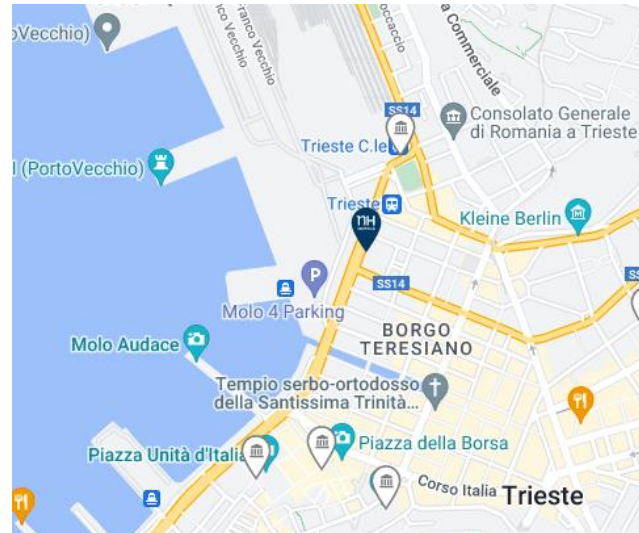 oVecchio)
ranco Vecchio
Vecchio
occaccio
a Commerciale
SS14
Consolato Generale
di Romania a Trieste
Trieste C.le
I (PortoVecchio)
Trieste
Kleine Berlin
nH
P
SS14
Molo 4 Parking
BORGO
TERESIANO
Molo Audace
Tempio serbo-ortodosso
della Santissima Trinità...
Piazza Unità d'Italia
Piazza della Borsa
Corso Italia
Trieste